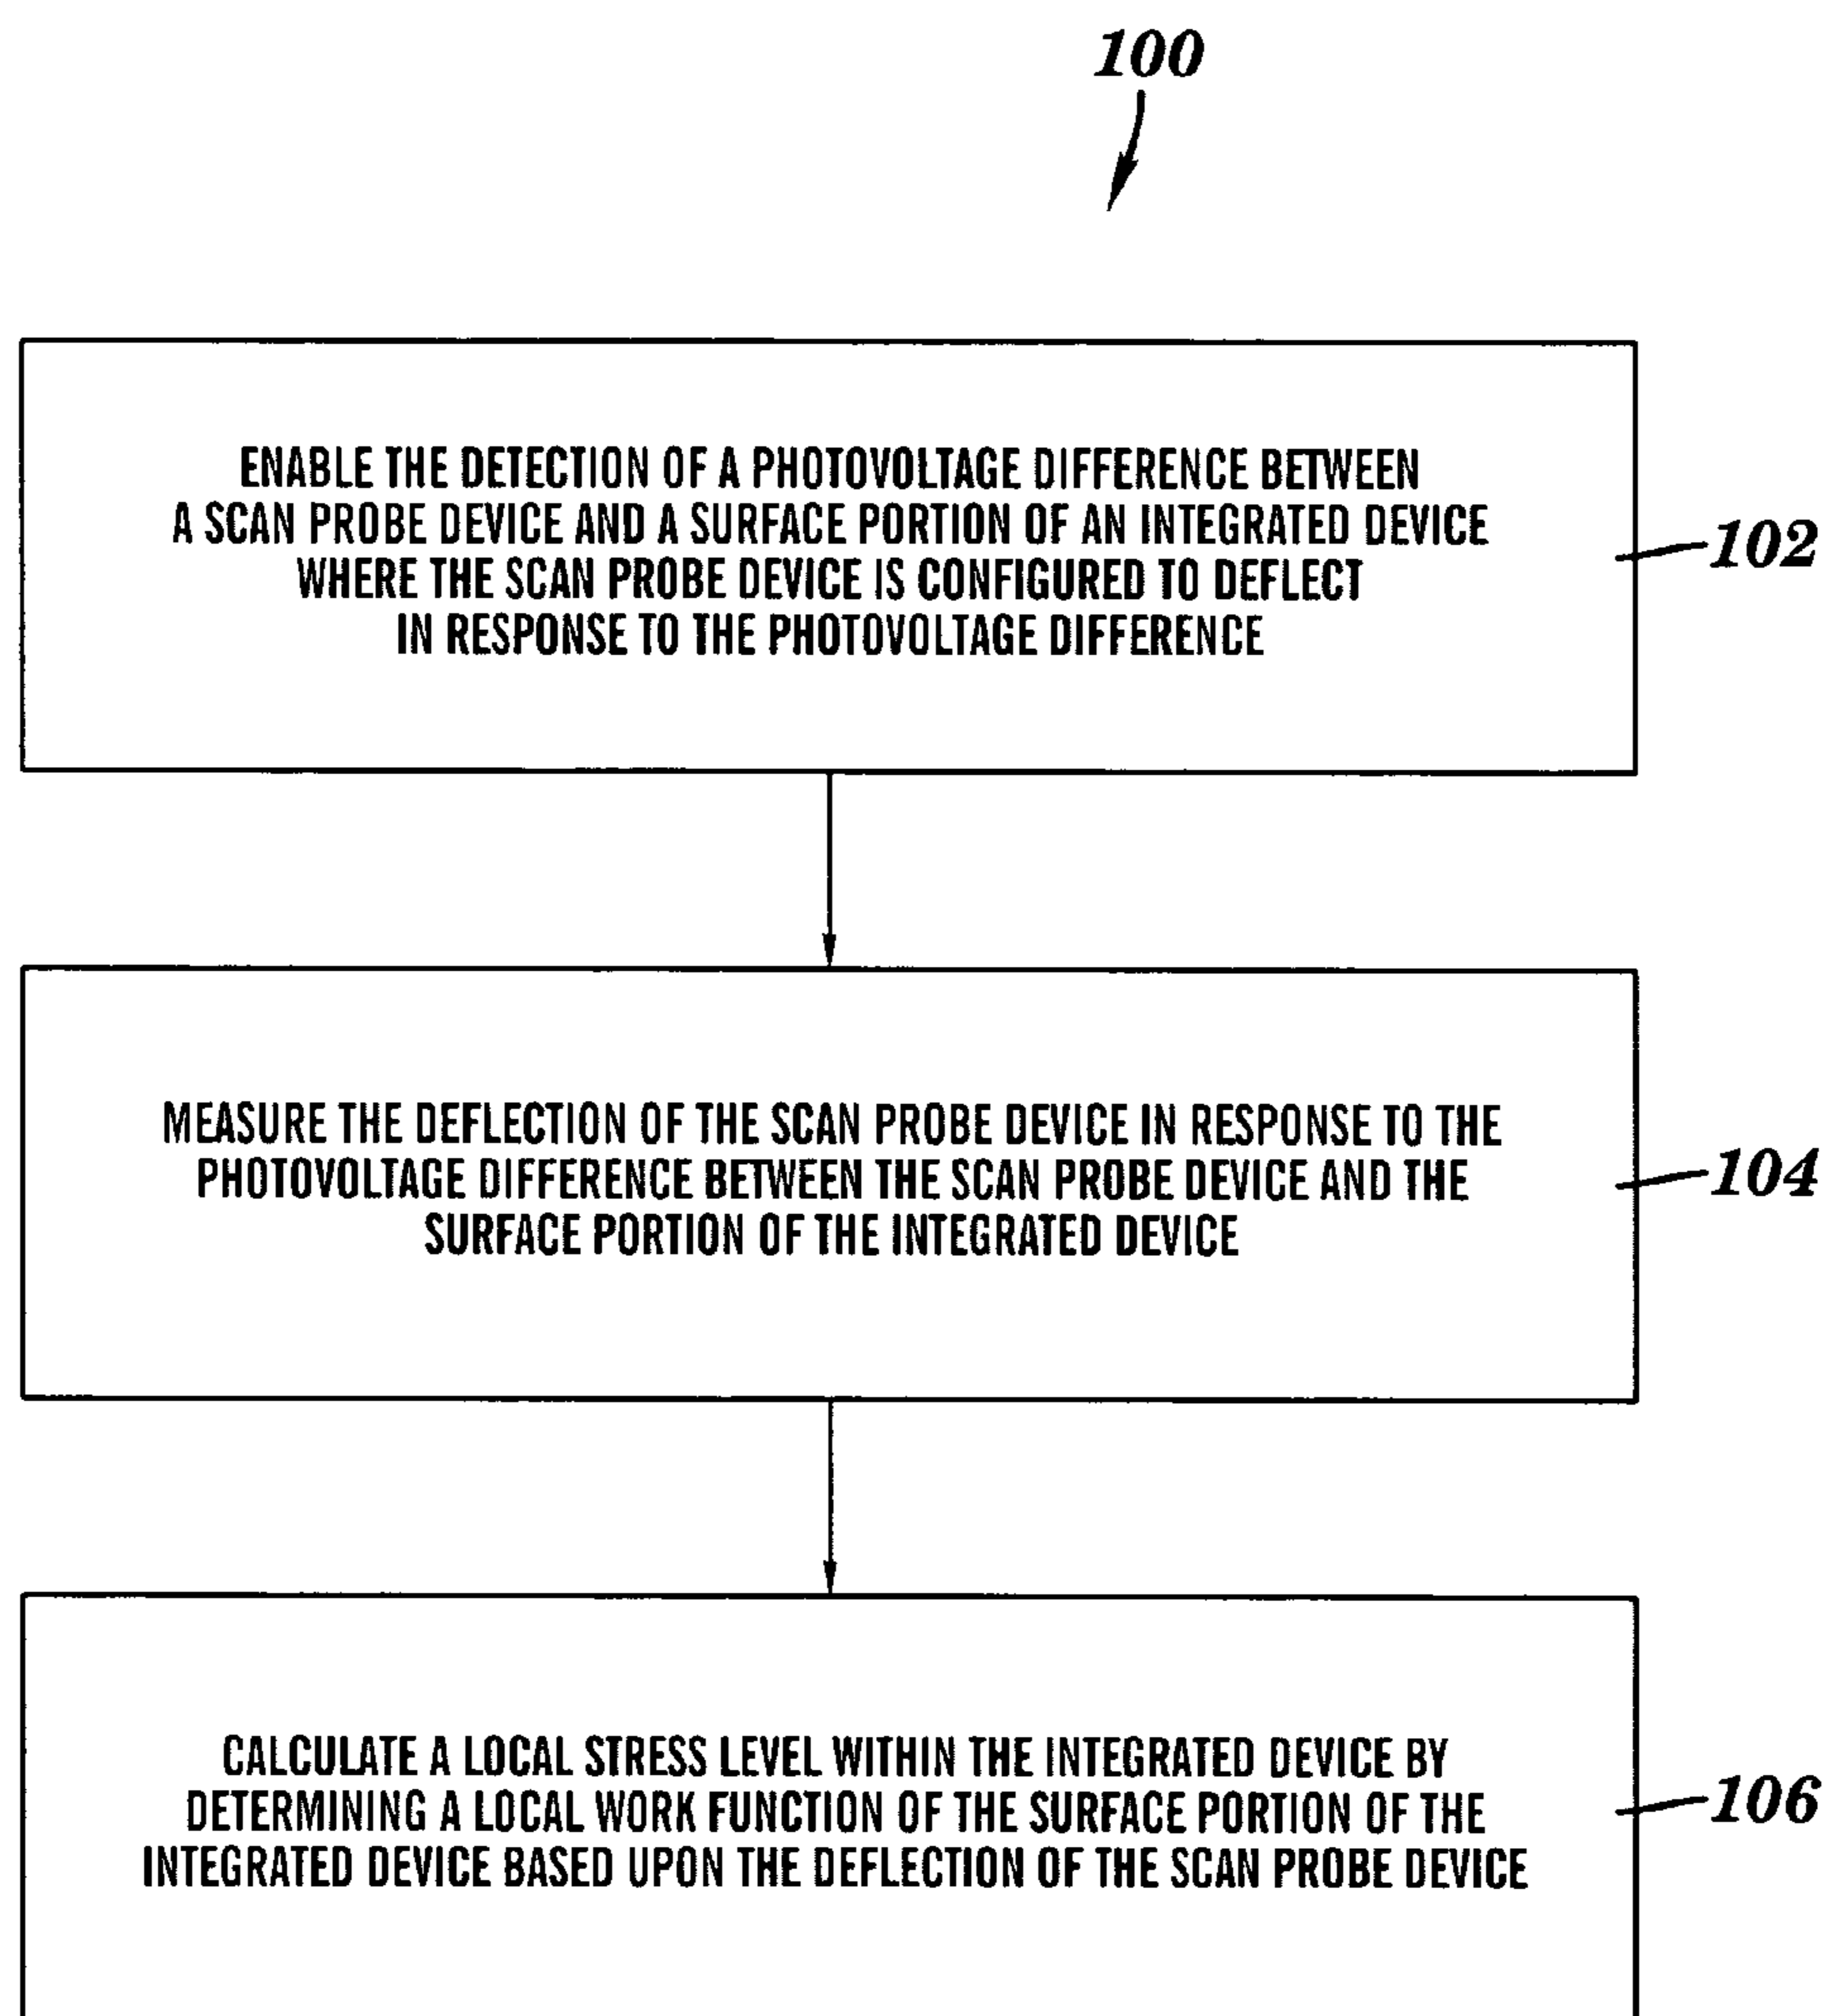 100
ENABLE THE DETECTION OF A PHOTOVOLTAGE DIFFERENCE BETWEEN
A SCAN PROBE DEVICE AND A SURFACE PORTION OF AN INTEGRATED DEVICE
WHERE THE SCAN PROBE DEVICE IS CONFIGURED TO DEFLECT
IN RESPONSE TO THE PHOTOVOLTAGE DIFFERENCE
102
MEASURE THE DEFLECTION OF THE SCAN PROBE DEVICE IN RESPONSE TO THE
PHOTOVOLTAGE DIFFERENCE BETWEEN THE SCAN PROBE DEVICE AND THE
SURFACE PORTION OF THE INTEGRATED DEVICE
104
CALCULATE A LOCAL STRESS LEVEL WITHIN THE INTEGRATED DEVICE BY
DETERMINING A LOCAL WORK FUNCTION OF THE SURFACE PORTION OF THE
INTEGRATED DEVICE BASED UPON THE DEFLECTION OF THE SCAN PROBE DEVICE
106